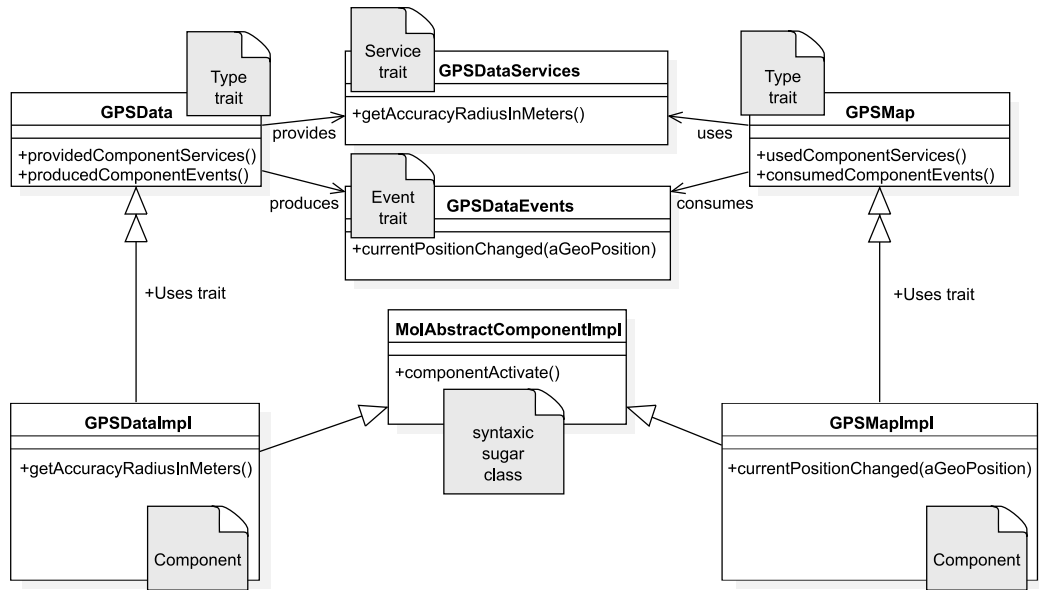 Type
trait
GPSData
+providedComponentServices()
+producedComponentEvents()
provides
produces
Service
trait
GPSDataServices
+getAccuracyRadiusInMeters()
Event
trait
GPSDataEvents
+currentPositionChanged(aGeoPosition)
Type
trait
GPSMap
+usedComponentServices()
+consumedComponentEvents()
uses
consumes
+Uses trait
+Uses trait
MolAbstractComponentImpl
+componentActivate()
syntaxic
sugar
class
GPSDataImpl
+getAccuracyRadiusInMeters()
Component
GPSMapImpl
+currentPositionChanged(aGeoPosition)
Component